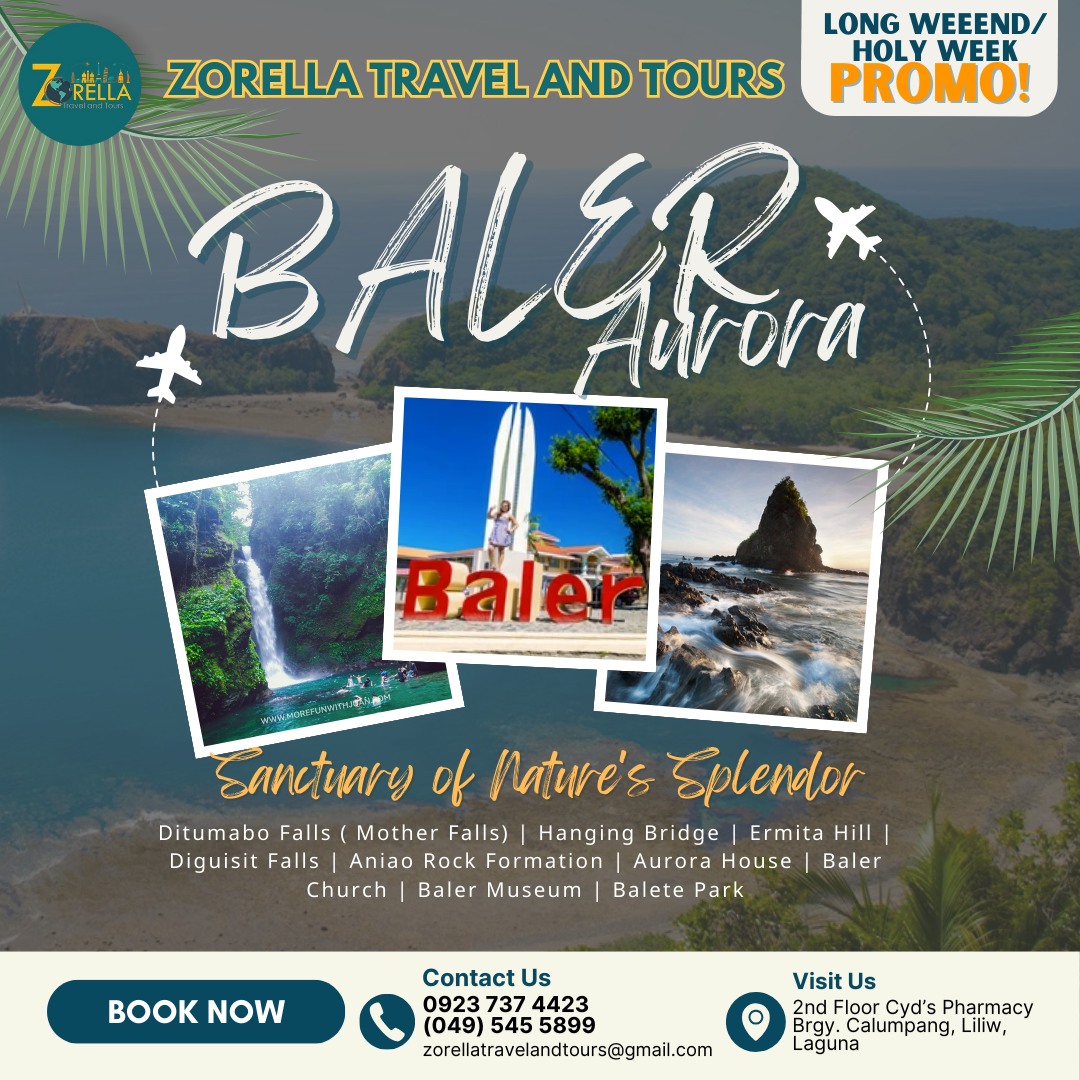 ZORELLA
Travel and Tours
ZORELLA TRAVEL AND TOURS
LONG WEEEND/
HOLY WEEK
PROMO!
BALER
Aurora
Baler
WWW.MOREFUNWITHJUAN.COM
Sanctuary of Nature's Splendor
Ditumabo Falls ( Mother Falls) | Hanging Bridge | Ermita Hill |
Diguisit Falls | Aniao Rock Formation | Aurora House | Baler
Church | Baler Museum | Balete Park
BOOK NOW
Contact Us
0923 737 4423
(049) 545 5899
zorellatravelandtours@gmail.com
Visit Us
2nd Floor Cyd’s Pharmacy
Brgy. Calumpang, Liliw,
Laguna